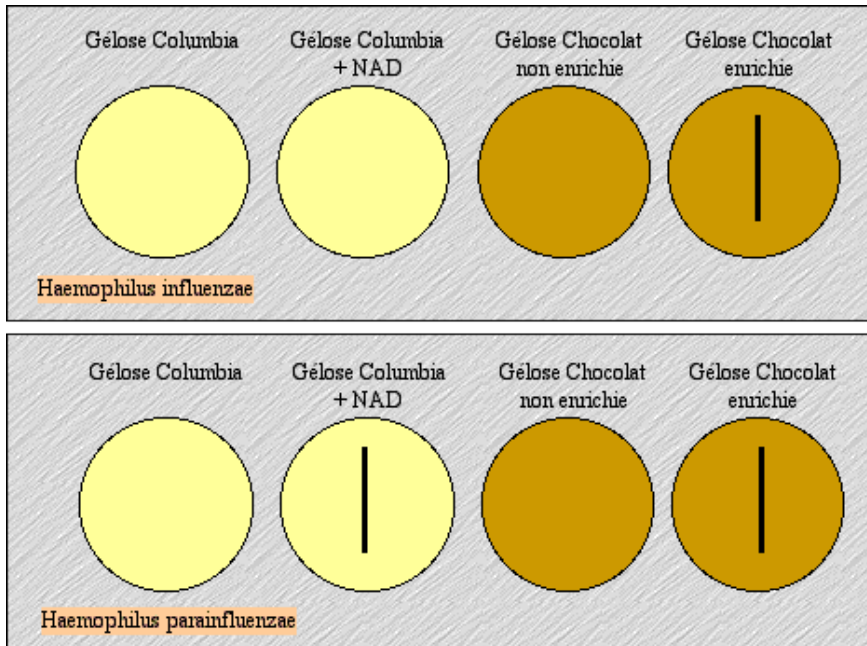 Gélose Columbia
Gélose Columbia
+ NAD
Gélose Chocolat
non enrichie
Gélose Chocolat
enrichie
Haemophilus influenzae
Gélose Columbia
Gélose Columbia
+ NAD
Gélose Chocolat
non enrichie
Gélose Chocolat
enrichie
Haemophilus parainfluenzae